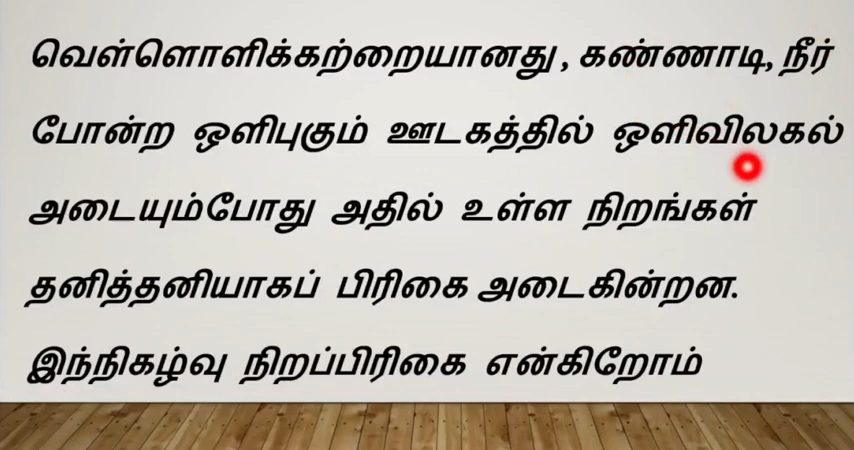 வெள்ளொளிக்கற்றையானது , கண்ணாடி, நீர்
போன்ற ஒளிபுகும் ஊடகத்தில் ஒளிவிலகல்
அடையும்போது அதில் உள்ள நிறங்கள்
தனித்தனியாகப் பிரிகை அடைகின்றன.
இந்நிகழ்வு நிறப்பிரிகை என்கிறோம்